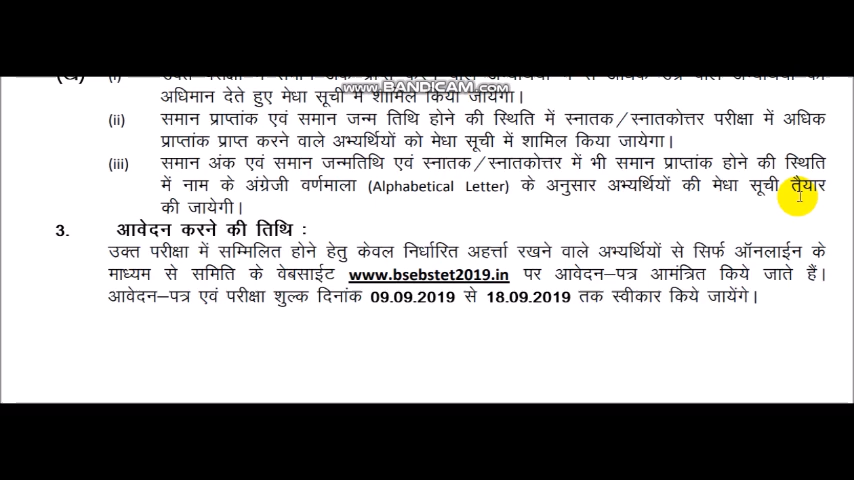 www.BANDICAM.com
अधिमान देते हुए मेधा सूची में शामिल किया जायेगा।
(ii) समान प्राप्तांक एवं समान जन्म तिथि होने की स्थिति में स्नातक/स्नातकोत्तर परीक्षा में अधिक
प्राप्तांक प्राप्त करने वाले अभ्यर्थियों को मेधा सूची में शामिल किया जायेगा।
(iii) समान अंक एवं समान जन्मतिथि एवं स्नातक/स्नातकोत्तर में भी समान प्राप्तांक होने की स्थिति
में नाम के अंग्रेजी वर्णमाला (Alphabetical Letter) के अनुसार अभ्यर्थियों की मेधा सूची तैयार
की जायेगी।
3. आवेदन करने की तिथि :
उक्त परीक्षा में सम्मिलित होने हेतु केवल निर्धारित अहर्त्ता रखने वाले अभ्यर्थियों से सिर्फ ऑनलाईन के
माध्यम से समिति के वेबसाईट www.bsebstet2019.in पर आवेदन–पत्र आमंत्रित किये जाते हैं।
आवेदन–पत्र एवं परीक्षा शुल्क दिनांक 09.09.2019 से 18.09.2019 तक स्वीकार किये जायेंगे।